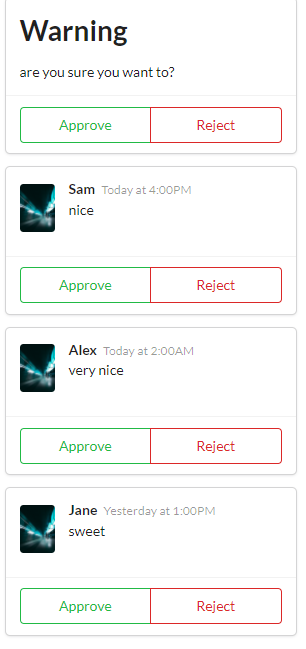 Warning
are you sure you want to?
Approve Reject
Sam Today at 4:00PM
nice
Approve Reject
Alex Today at 2:00AM
very nice
Approve Reject
Jane Yesterday at 1:00PM
sweet
Approve Reject